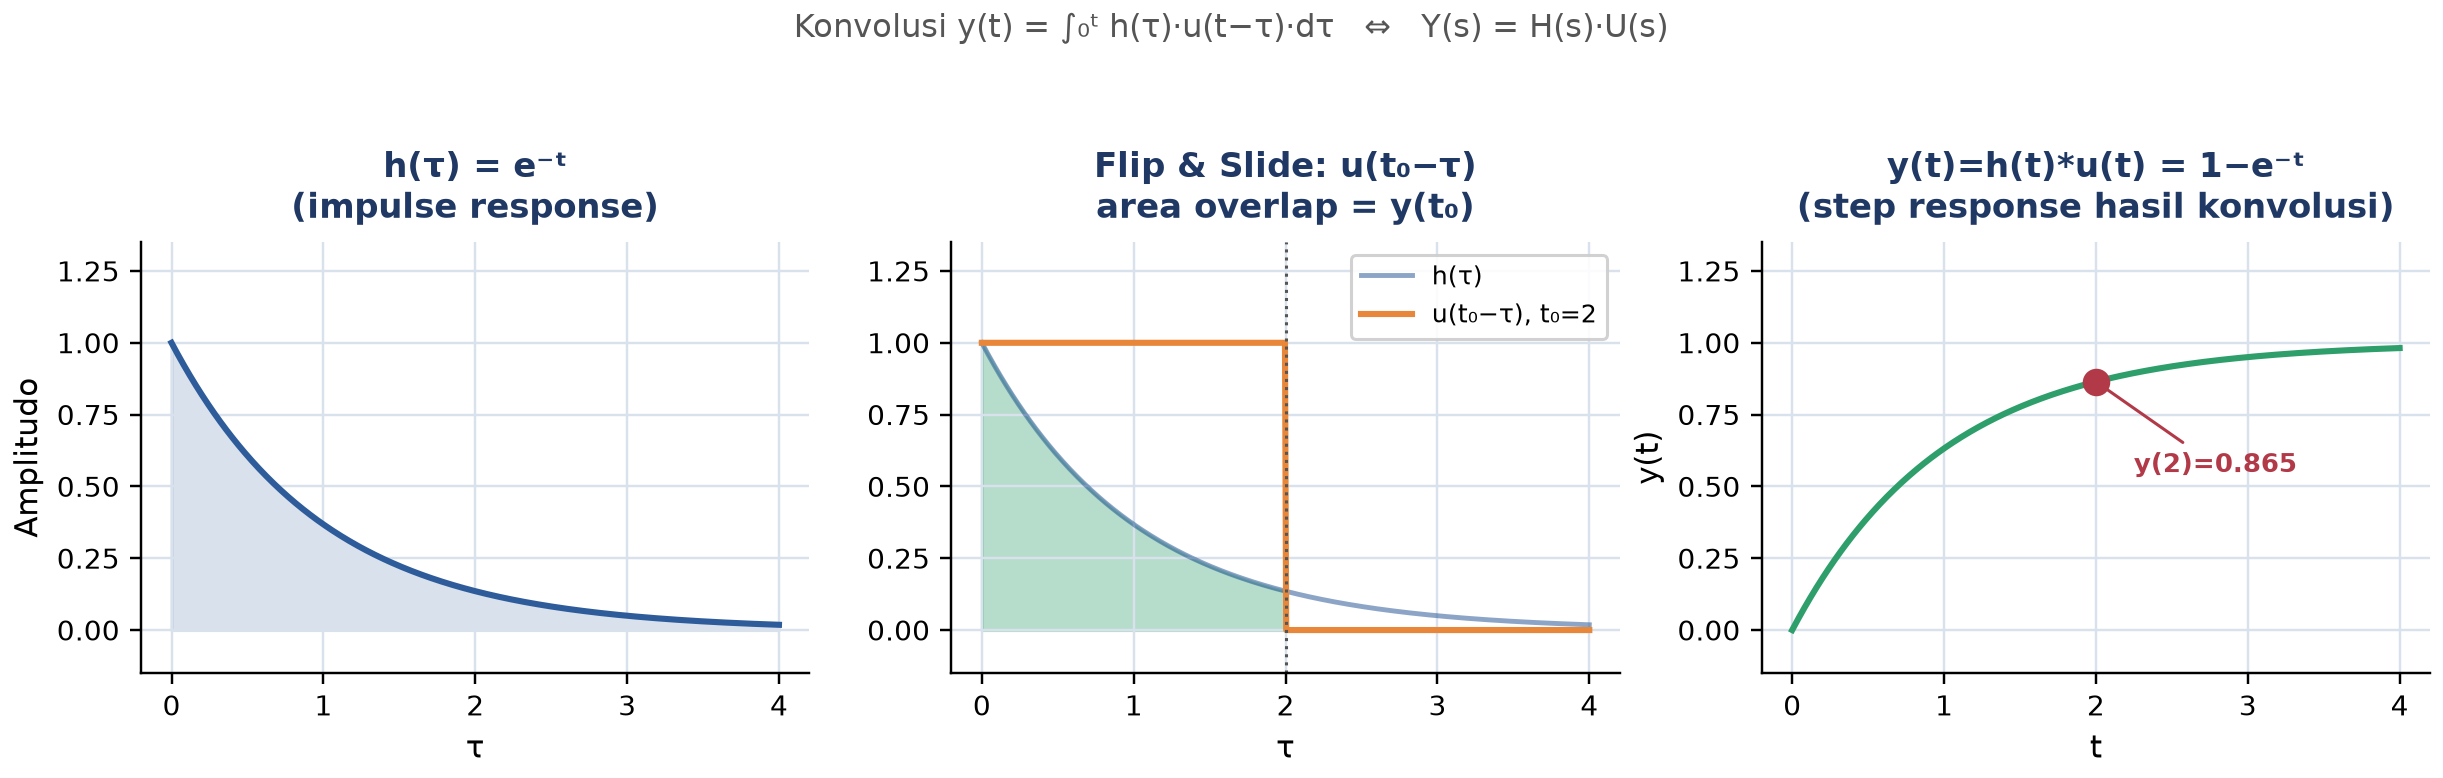 Konvolusi y(t) = ∫₀ᵗ h(τ)·u(t−τ)·dτ ⇔ Y(s) = H(s)·U(s)
h(τ) = e⁻ᵗ
(impulse response)
Amplitudo
1.25
1.00
0.75
0.50
0.25
0.00
0 1 2 3 4
τ
Flip & Slide: u(t₀−τ)
area overlap = y(t₀)
h(τ)
u(t₀−τ), t₀=2
1.25
1.00
0.75
0.50
0.25
0.00
0 1 2 3 4
τ
y(t)=h(t)*u(t) = 1−e⁻ᵗ
(step response hasil konvolusi)
y(t)
1.25
1.00
0.75
0.50
0.25
0.00
y(2)=0.865
0 1 2 3 4
t